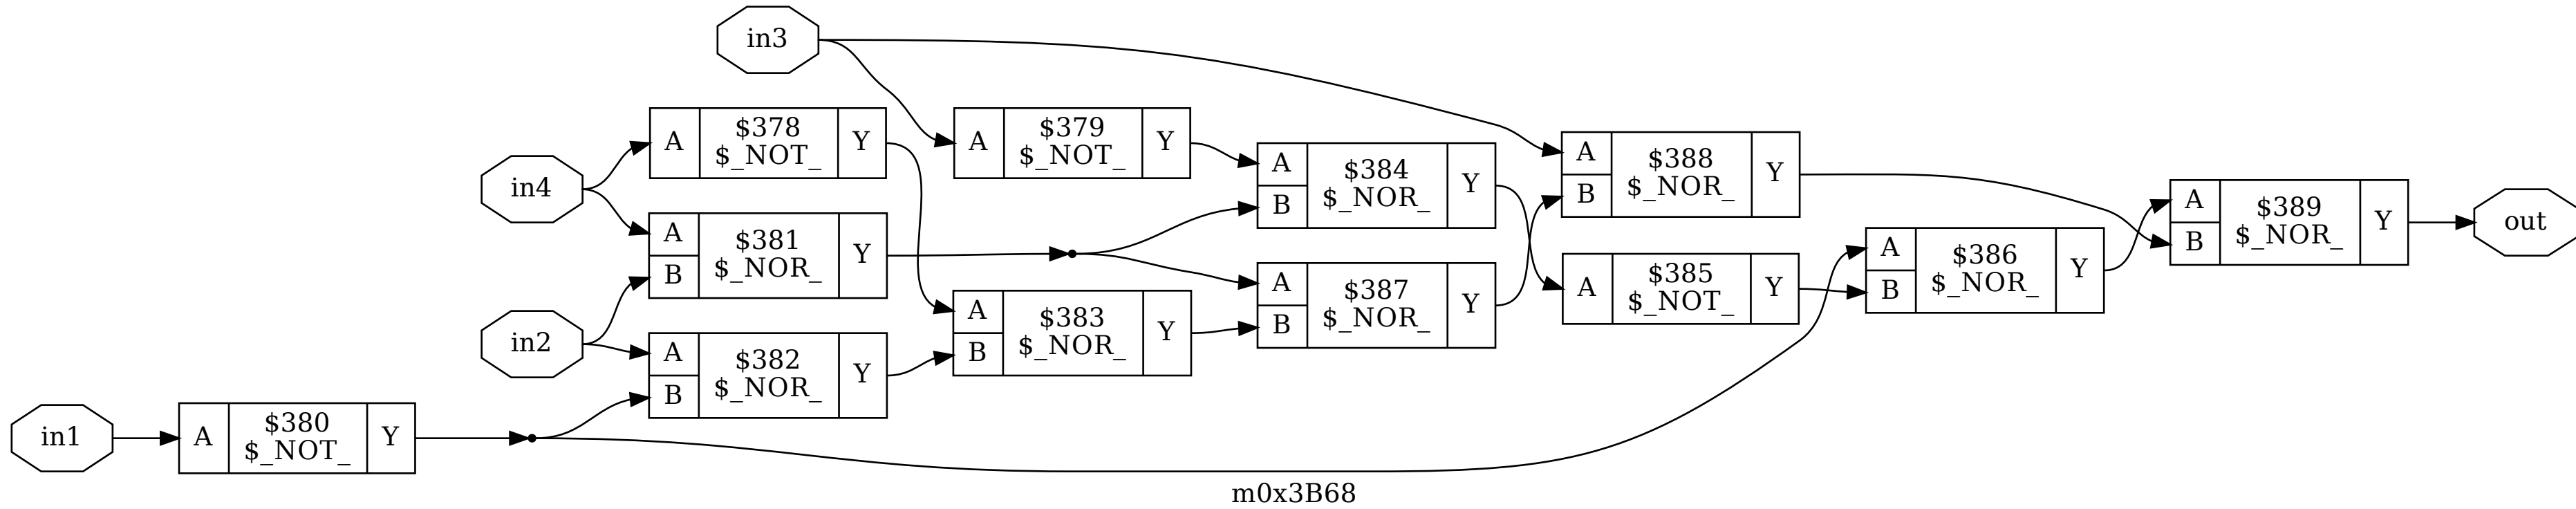 in3
A
$378
$_NOT_
Y
A
$379
$_NOT_
Y
in4
A
B
$381
$_NOR_
Y
A
B
$384
$_NOR_
Y
A
B
$388
$_NOR_
Y
in2
A
B
$382
$_NOR_
Y
A
B
$383
$_NOR_
Y
A
B
$387
$_NOR_
Y
A
$385
$_NOT_
Y
A
B
$386
$_NOR_
Y
A
B
$389
$_NOR_
Y
out
in1
A
$380
$_NOT_
Y
m0x3B68